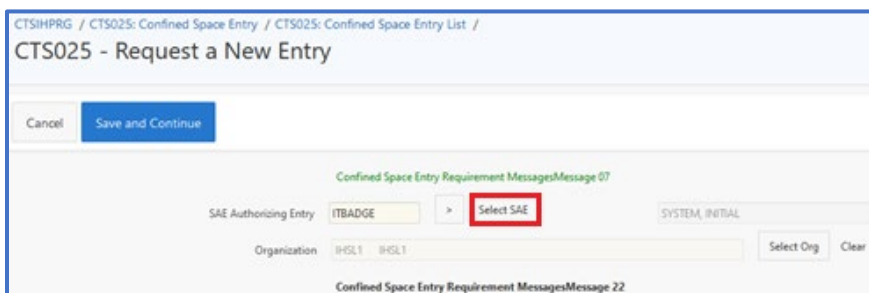 CTSIHPRG / CTS025: Confined Space Entry / CTS025: Confined Space Entry List /
CTS025 - Request a New Entry
Cancel Save and Continue
Confined Space Entry Requirement MessagesMessage 07
SAE Authorizing Entry ITBADGE > Select SAE SYSTEM, INITIAL
Organization IHSL1 IHSL1 Select Org Clear
Confined Space Entry Requirement MessagesMessage 22